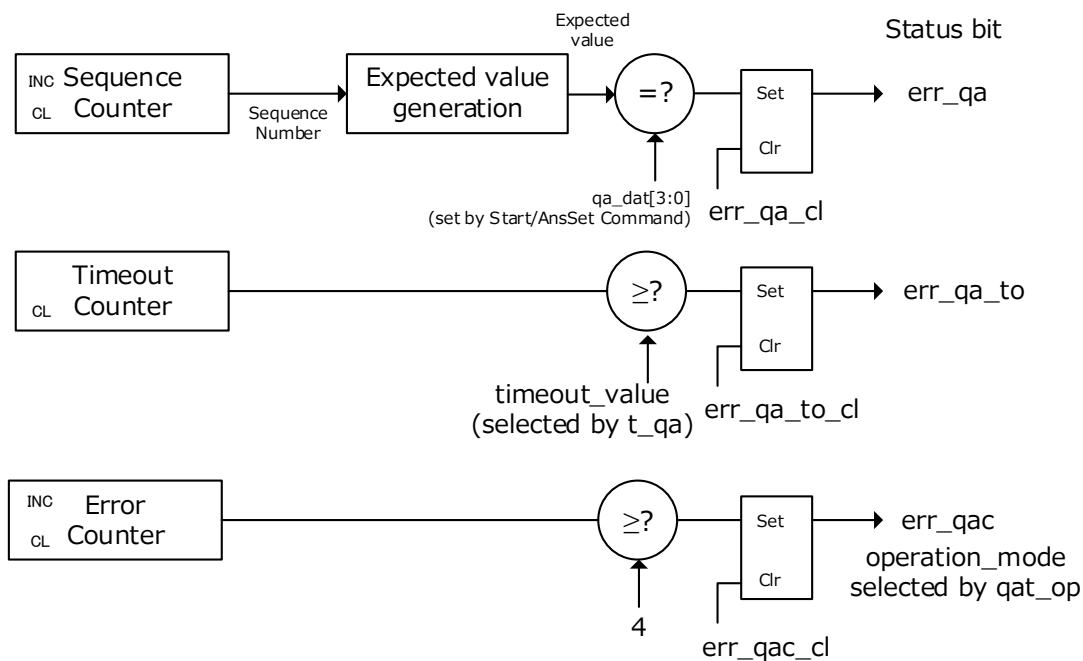 Status bit
Expected
value
INC Sequence
CL Counter
Sequence
Number
Expected value
generation
=?
Set
Clr
err_qa
qa_dat[3:0]
(set by Start/AnsSet Command)
err_qa_cl
Timeout
CL Counter
≥?
Set
Clr
err_qa_to
timeout_value
(selected by t_qa)
err_qa_to_cl
INC Error
CL Counter
≥?
Set
Clr
err_qac
operation_mode
selected by qat_op
4
err_qac_cl